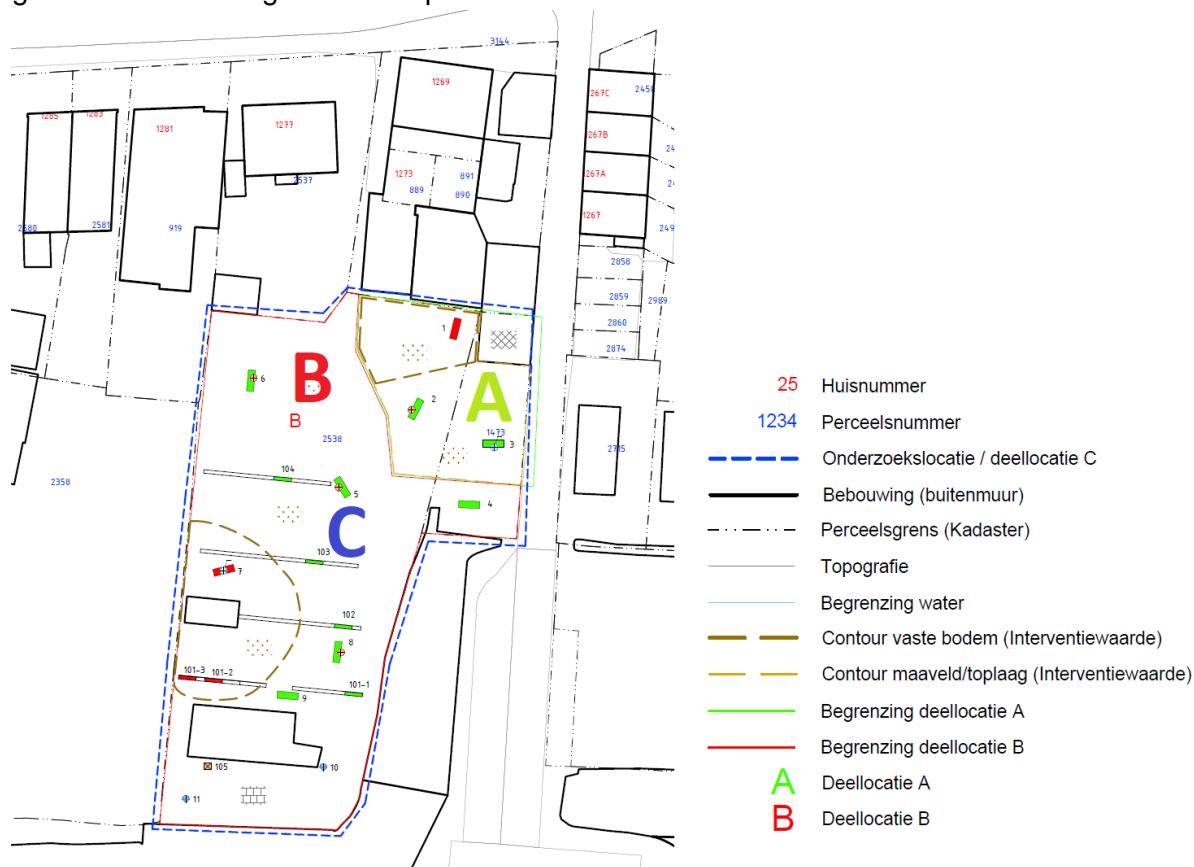 3144
1269
267C
2450
1285
1283
1281
1277
267B
267A
1273
889
891
890
2537
1267
2580
2581
919
2858
2859
2989
2860
2874
1
B
A
6
2
B
2538
1473
3
2715
104
5
4
2358
C
103
7
102
8
101-3
101-2
101-1
9
105
10
11
25 Huisnummer
1234 Perceelsnummer
Onderzoekslocatie / deellocatie C
Bebouwing (buitenmuur)
Perceelsgrens (Kadaster)
Topografie
Begrenzing water
Contour vaste bodem (Interventiewaarde)
Contour maaveld/toplaag (Interventiewaarde)
Begrenzing deellocatie A
Begrenzing deellocatie B
A Deellocatie A
B Deellocatie B